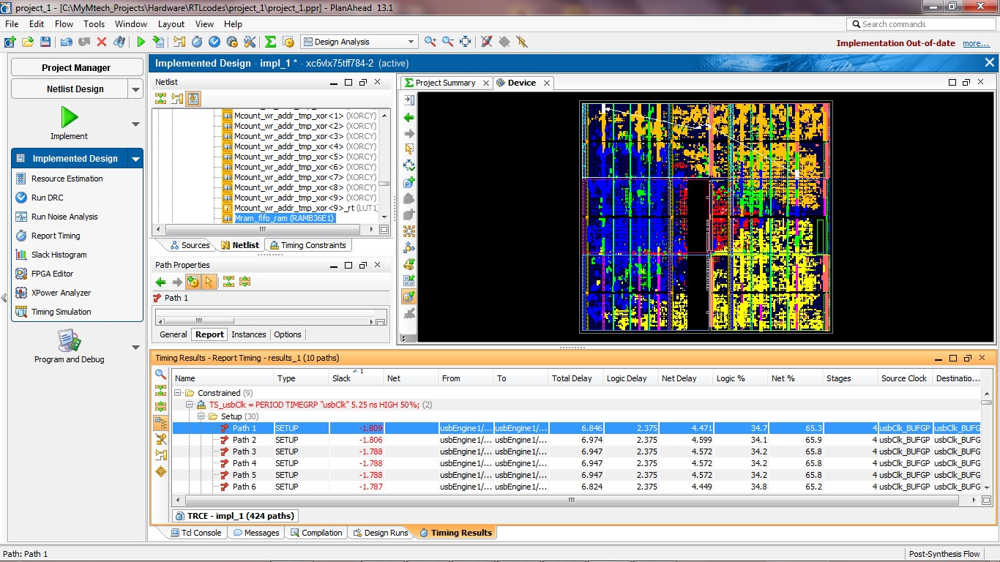 project_1 - [C:\MyMtech_Projects\Hardware\RTLcodes\project_1\project_1.ppr] - PlanAhead 13.1
File Edit Flow Tools Window Layout View Help
Search commands
Design Analysis
Implementation Out-of-date more...
Project Manager
Netlist Design
Implement
Implemented Design
Resource Estimation
Run DRC
Run Noise Analysis
Report Timing
Slack Histogram
FPGA Editor
XPower Analyzer
Timing Simulation
Program and Debug
Implemented Design - impl_1 * - xc6vlx75tff784-2 (active)
Netlist
Mcount_wr_addr_tmp_xor<1> (XORCY)
Mcount_wr_addr_tmp_xor<2> (XORCY)
Mcount_wr_addr_tmp_xor<3> (XORCY)
Mcount_wr_addr_tmp_xor<4> (XORCY)
Mcount_wr_addr_tmp_xor<5> (XORCY)
Mcount_wr_addr_tmp_xor<6> (XORCY)
Mcount_wr_addr_tmp_xor<7> (XORCY)
Mcount_wr_addr_tmp_xor<8> (XORCY)
Mcount_wr_addr_tmp_xor<9> (XORCY)
Mcount_wr_addr_tmp_xor<9>_rt (LUT1
Mram_fifo_ram (RAMB36E1)
Sources Netlist Timing Constraints
Path Properties
Path 1
General Report Instances Options
Project Summary Device
Timing Results - Report Timing - results_1 (10 paths)
Name Type Slack 1 Net From To Total Delay Logic Delay Net Delay Logic % Net % Stages Source Clock Destinatio...
Constrained (9)
TS_usbClk = PERIOD TIMEGRP "usbClk" 5.25 ns HIGH 50%; (2)
Setup (30)
Path 1 SETUP -1.809 usbEngine1/... usbEngine1/... 6.846 2.375 4.471 34.7 65.3 4 usbClk_BUFGP usbClk_BUFG
Path 2 SETUP -1.806 usbEngine1/... usbEngine1/... 6.974 2.375 4.599 34.1 65.9 4 usbClk_BUFGP usbClk_BUFG
Path 3 SETUP -1.788 usbEngine1/... usbEngine1/... 6.947 2.375 4.572 34.2 65.8 4 usbClk_BUFGP usbClk_BUFG
Path 4 SETUP -1.788 usbEngine1/... usbEngine1/... 6.947 2.375 4.572 34.2 65.8 4 usbClk_BUFGP usbClk_BUFG
Path 5 SETUP -1.788 usbEngine1/... usbEngine1/... 6.947 2.375 4.572 34.2 65.8 4 usbClk_BUFGP usbClk_BUFG
Path 6 SETUP -1.787 usbEngine1/... usbEngine1/... 6.824 2.375 4.449 34.8 65.2 4 usbClk_BUFGP usbClk_BUFG
TRCE - impl_1 (424 paths)
Tcl Console Messages Compilation Design Runs Timing Results
Path: Path 1
Post-Synthesis Flow